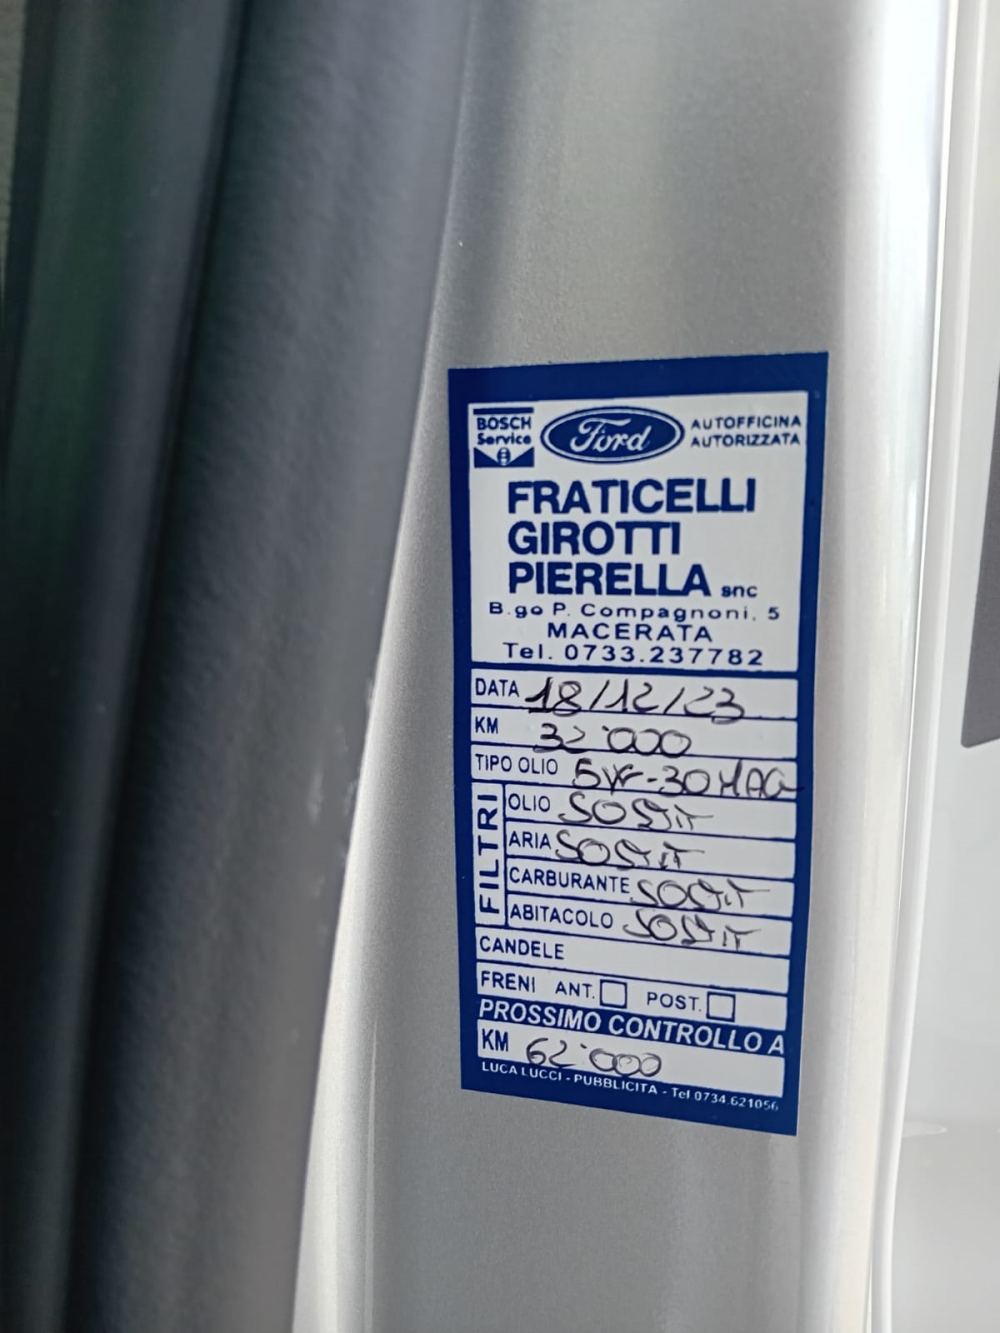 BOSCH
Service
Ford
AUTOFFICINA
AUTORIZZATA
FRATICELLI
GIROTTI
PIERELLA snc
B.go P. Compagnoni, 5
MACERATA
Tel. 0733.237782
DATA 18/12/23
KM 32'000
TIPO OLIO 5W-30 MAG
FILTRI
OLIO SOSTIT
ARIA SOSTIT
CARBURANTE SOSTIT
ABITACOLO SOSTIT
CANDELE
FRENI ANT. POST.
PROSSIMO CONTROLLO A
KM 62'000
LUCA LUCCI - PUBBLICITA - Tel 0734.621056